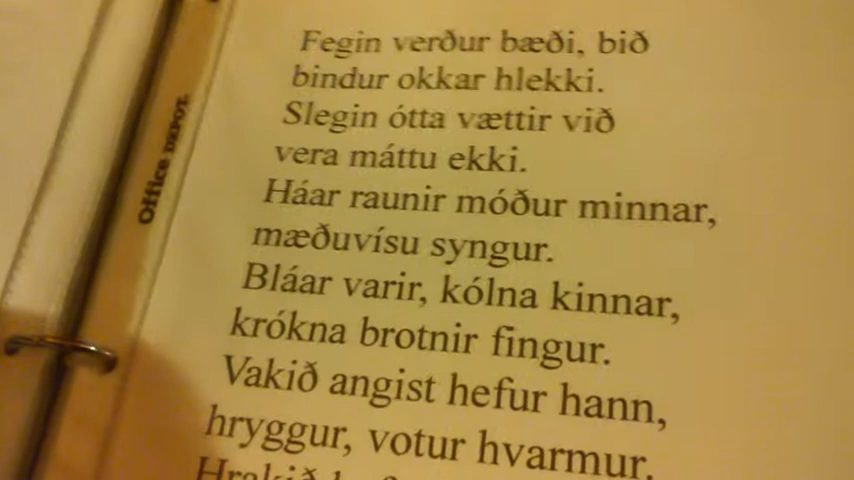 Fegin verður bæði, bið
bindur okkar hlekki.
Slegin ótta vættir við
vera máttu ekki.
Háar raunir móður minnar,
mæðuvísu syngur.
Bláar varir, kólna kinnar,
krókna brotnir fingur.
Vakið angist hefur hann,
hryggur, votur hvarmur.
Office DEPOT